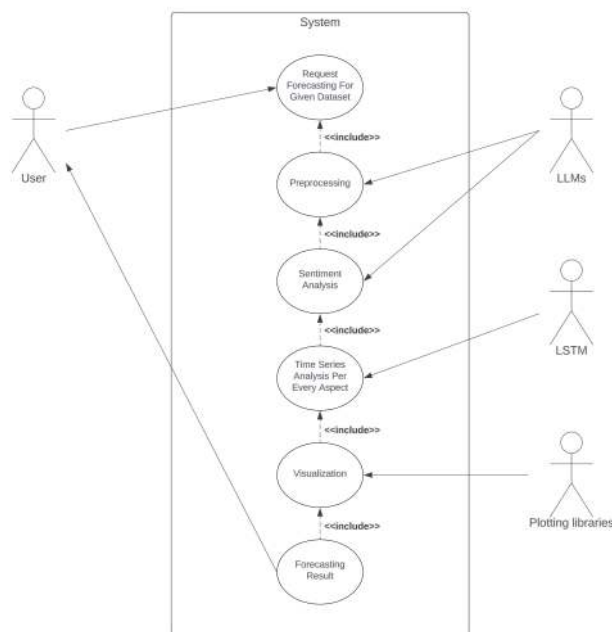 System
Request
Forecasting For
Given Dataset
<<include>>
User
Preprocessing
LLMs
<<include>>
Sentiment
Analysis
<<include>>
LSTM
Time Series
Analysis Per
Every Aspect
<<include>>
Visualization
Plotting libraries
<<include>>
Forecasting
Result